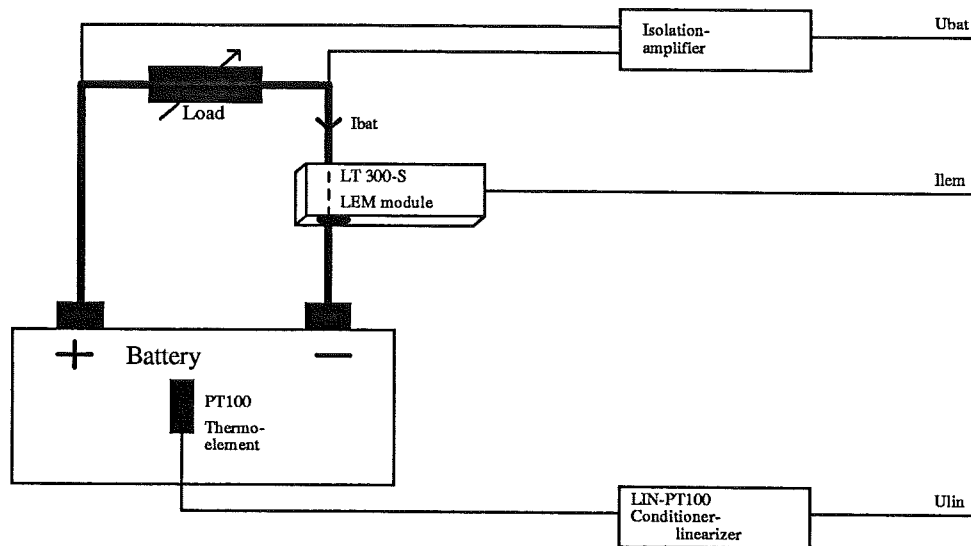 Ubat
Isolation-
amplifier
Load
Ibat
LT 300-S
LEM module
Ilem
+
Battery
−
PT100
Thermo-
element
LIN-PT100
Conditioner-
linearizer
Ulin